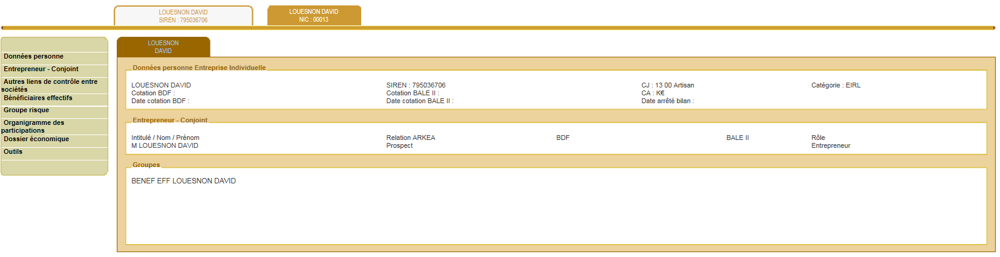 LOUESNON DAVID
SIREN : 795036706
LOUESNON DAVID
NIC : 00013
Données personne
Entrepreneur - Conjoint
Autres liens de contrôle entre
sociétés
Bénéficiaires effectifs
Groupe risque
Organigramme des
participations
Dossier économique
Outils
LOUESNON
DAVID
Données personne Entreprise Individuelle
LOUESNON DAVID SIREN : 795036706 CJ : 13 00 Artisan Catégorie : EIRL
Cotation BDF : Cotation BALE II : CA : K€
Date cotation BDF : Date cotation BALE II : Date arrêté bilan :
Entrepreneur - Conjoint
Intitulé / Nom / Prénom Relation ARKEA BDF BALE II Rôle
M LOUESNON DAVID Prospect Entrepreneur
Groupes
BENEF EFF LOUESNON DAVID